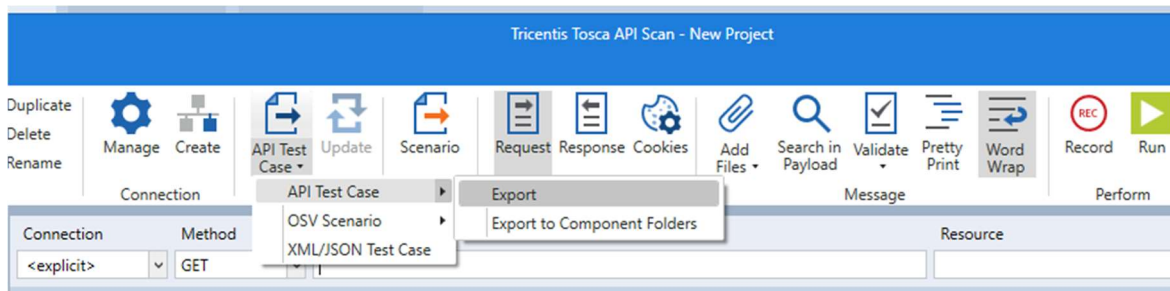 Tricentis Tosca API Scan - New Project
Duplicate
Delete
Rename
Manage
Create
Connection
API Test
Case
Update
Scenario
Request
Response
Cookies
Add
Files
Search in
Payload
Validate
Pretty
Print
Word
Wrap
Message
REC
Record
Run
Perform
API Test Case
OSV Scenario
XML/JSON Test Case
Export
Export to Component Folders
Connection
Method
Resource
<explicit>
GET